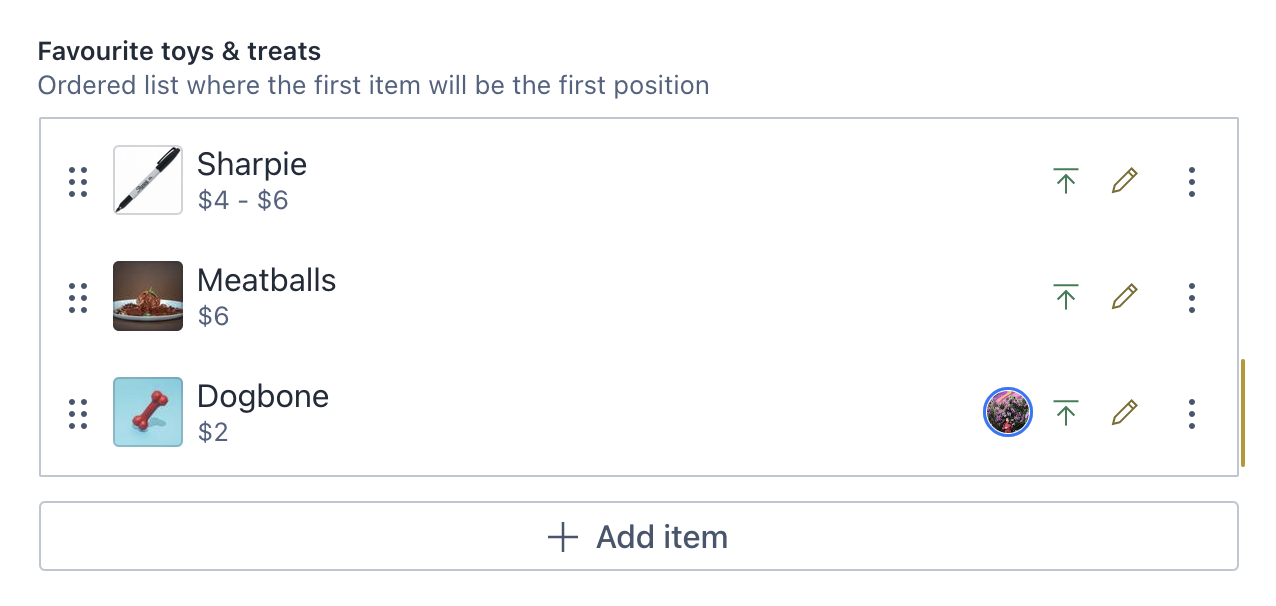 Favourite toys & treats
Ordered list where the first item will be the first position
Sharpie
$4 - $6
Meatballs
$6
Dogbone
$2
Add item